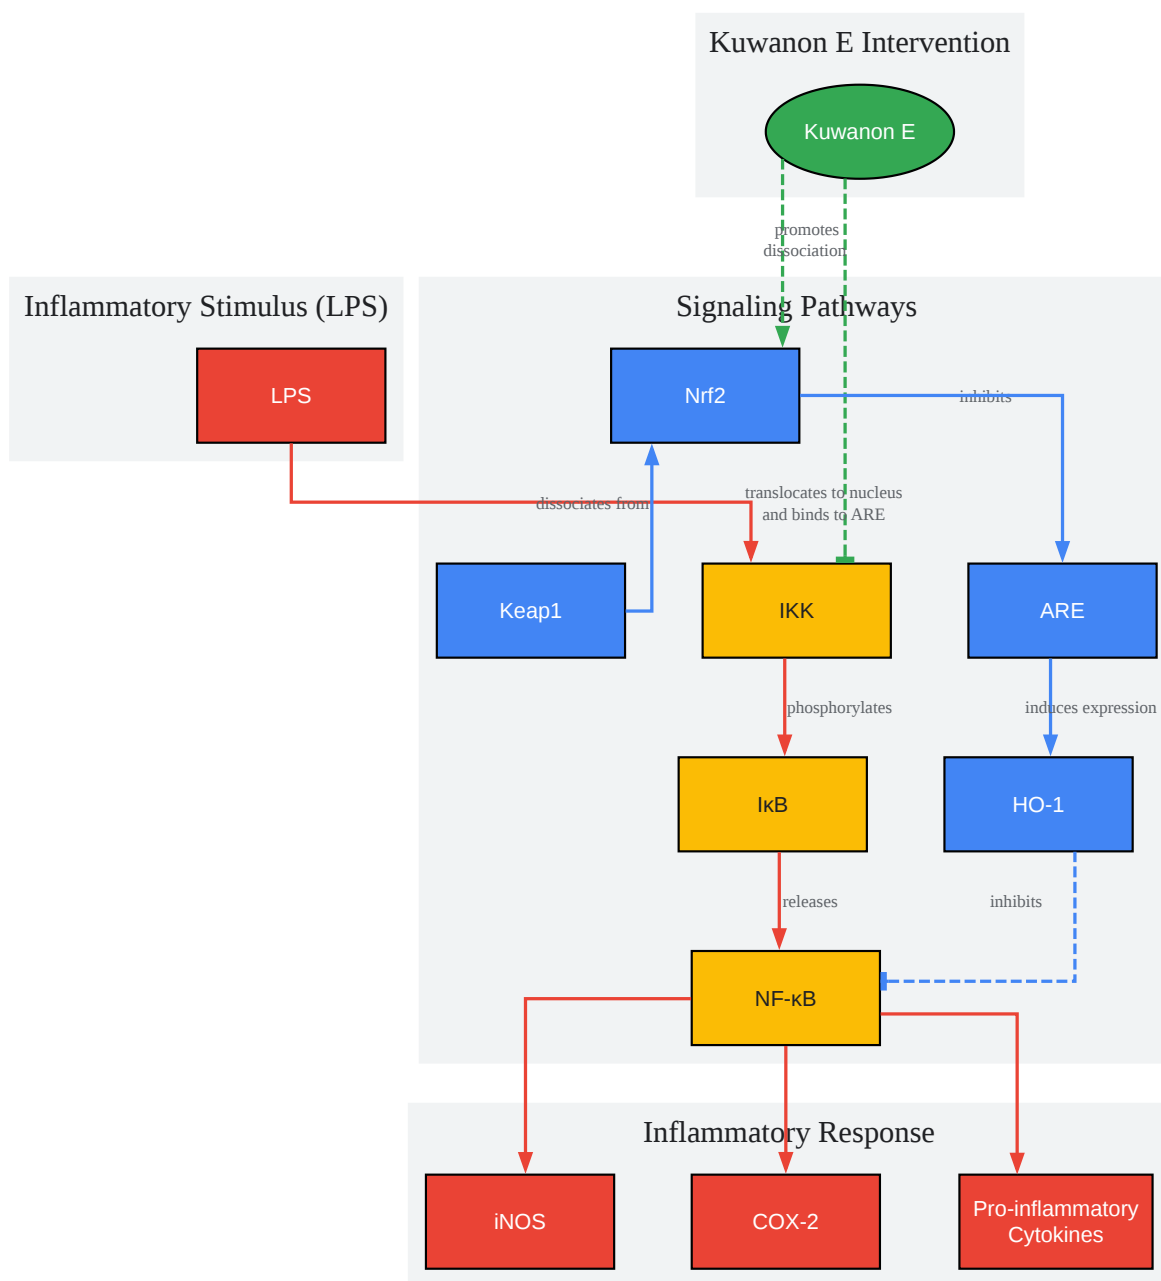 Kuwanon E Intervention
Kuwanon E
promotes
dissociation
Inflammatory Stimulus (LPS)
Signaling Pathways
LPS
Nrf2
inhibits
dissociates from
translocates to nucleus
and binds to ARE
Keap1
IKK
ARE
phosphorylates
induces expression
IκB
HO-1
releases
inhibits
NF-κB
Inflammatory Response
iNOS
COX-2
Pro-inflammatory
Cytokines